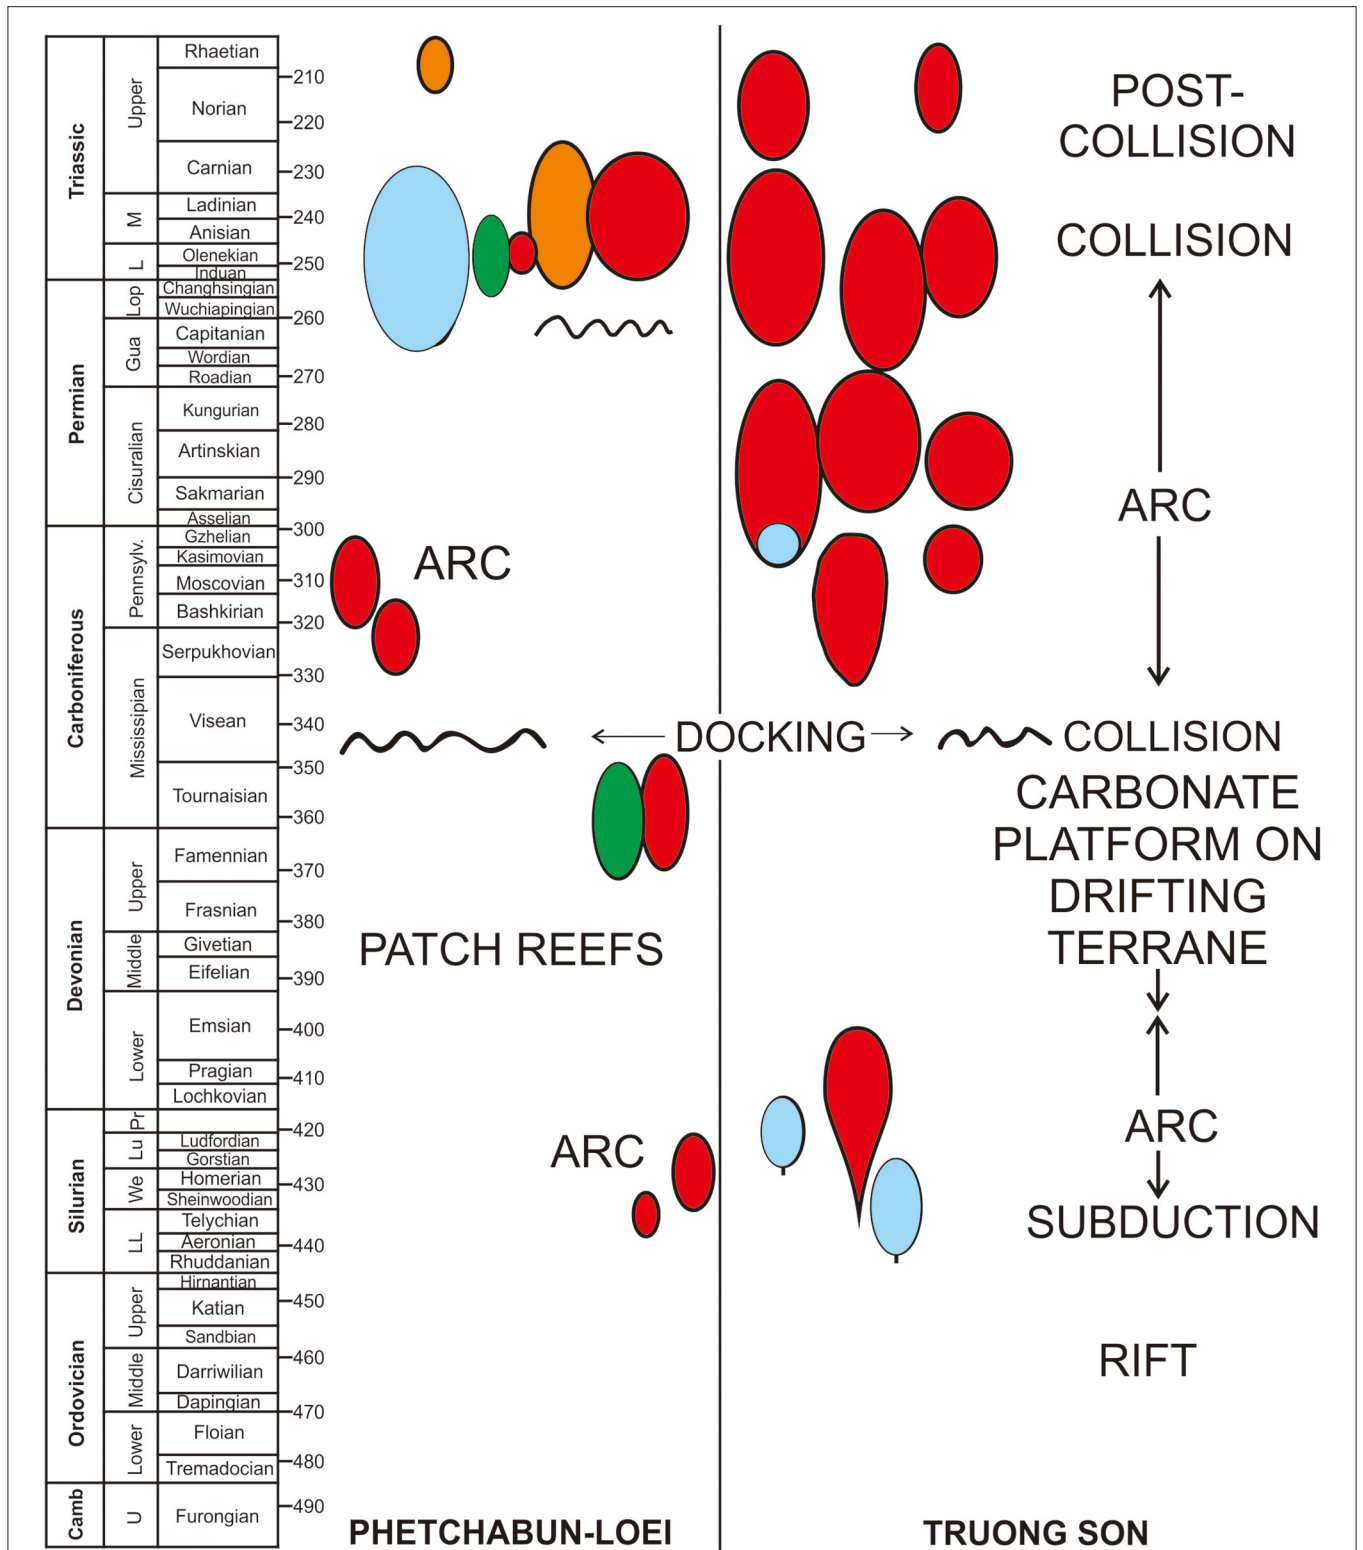 Triassic
Upper
Rhaetian
Norian
Carnian
M
Ladinian
Anisian
L
Olenekian
Induan
Permian
Lop
Changhsingian
Wuchiapingian
Gua
Capitanian
Wordian
Roadian
Cisuralian
Kungurian
Artinskian
Sakmarian
Asselian
Carboniferous
Pennsylv.
Gzhelian
Kasimovian
Moscovian
Bashkirian
Mississipian
Serpukhovian
Visean
Tournaisian
Devonian
Upper
Famennian
Frasnian
Middle
Givetian
Eifelian
Lower
Emsian
Pragian
Lochkovian
Silurian
Pr
Lu
Ludfordian
Gorstian
We
Homerian
Sheinwoodian
LL
Telychian
Aeronian
Rhuddanian
Ordovician
Upper
Hirnantian
Katian
Sandbian
Middle
Darriwilian
Dapingian
Lower
Floian
Tremadocian
Camb
U
Furongian
210
220
230
240
250
260
270
280
290
300
310
320
330
340
350
360
370
380
390
400
410
420
430
440
450
460
470
480
490
ARC
DOCKING
PATCH REEFS
ARC
PHETCHABUN-LOEI
POST-
COLLISION
COLLISION
ARC
COLLISION
CARBONATE
PLATFORM ON
DRIFTING
TERRANE
ARC
SUBDUCTION
RIFT
TRUONG SON